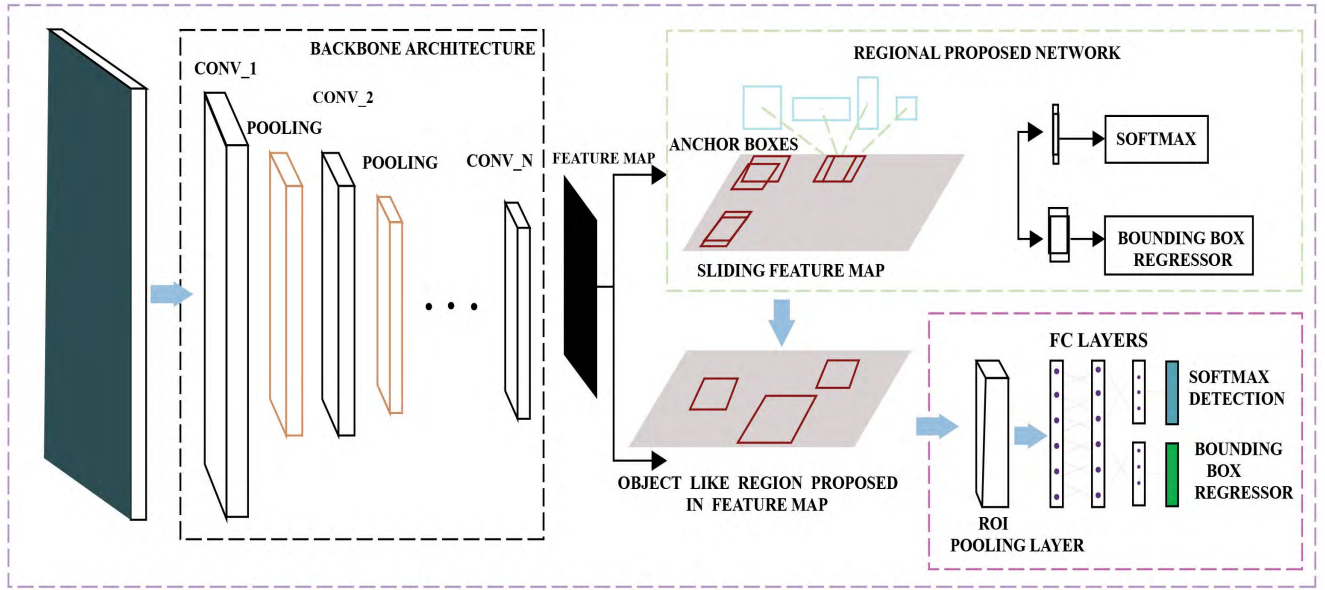 BACKBONE ARCHITECTURE
CONV_1
CONV_2
POOLING
POOLING
CONV_N
FEATURE MAP
REGIONAL PROPOSED NETWORK
ANCHOR BOXES
SLIDING FEATURE MAP
SOFTMAX
BOUNDING BOX
REGRESSOR
OBJECT LIKE REGION PROPOSED
IN FEATURE MAP
FC LAYERS
SOFTMAX
DETECTION
BOUNDING
BOX
REGRESSOR
ROI
POOLING LAYER